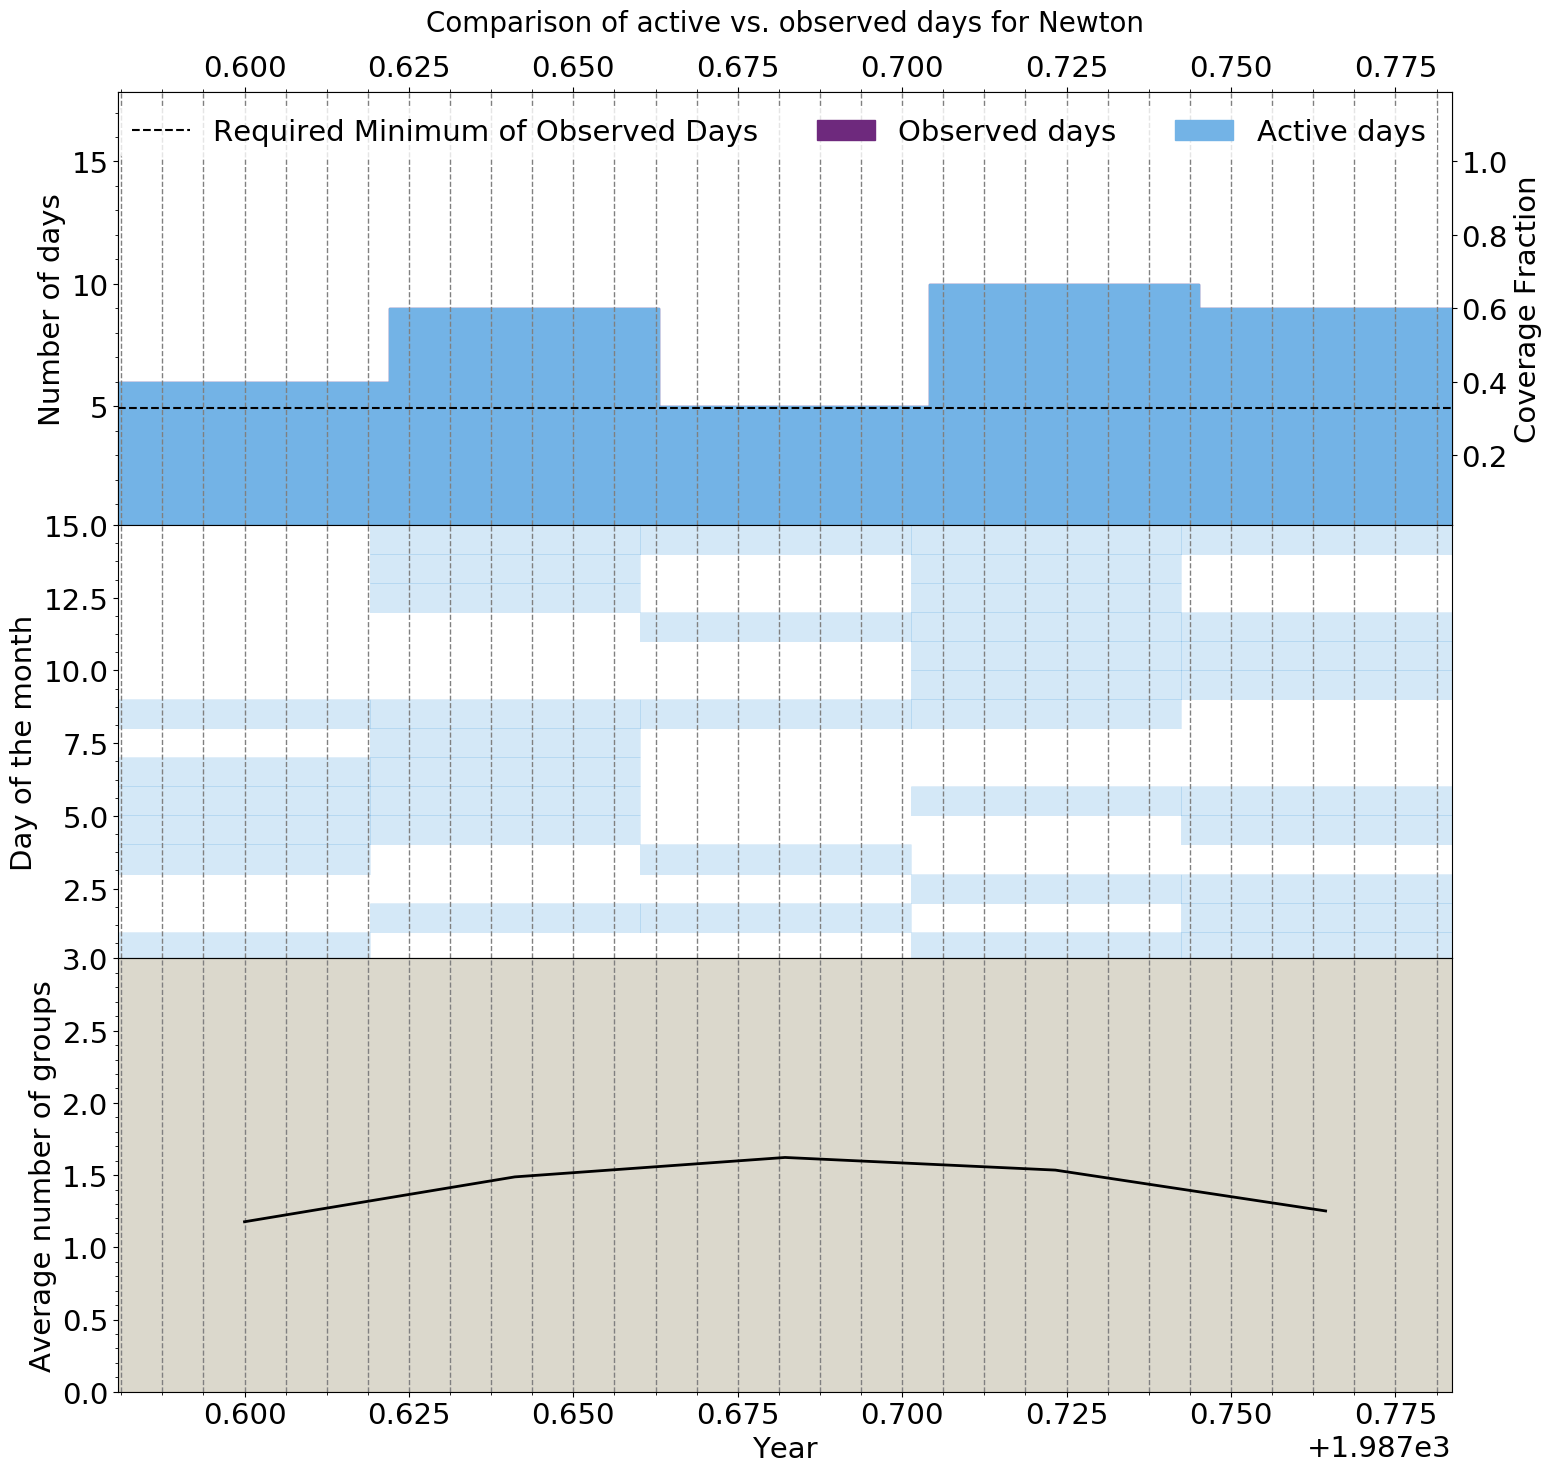 Comparison of active vs. observed days for Newton
0.600 0.625 0.650 0.675 0.700 0.725 0.750 0.775
Required Minimum of Observed Days Observed days Active days
Number of days
15
10
5
Coverage Fraction
1.0
0.8
0.6
0.4
0.2
Day of the month
15.0
12.5
10.0
7.5
5.0
2.5
Average number of groups
3.0
2.5
2.0
1.5
1.0
0.5
0.0
0.600 0.625 0.650 0.675 0.700 0.725 0.750 0.775
Year
+1.987e3